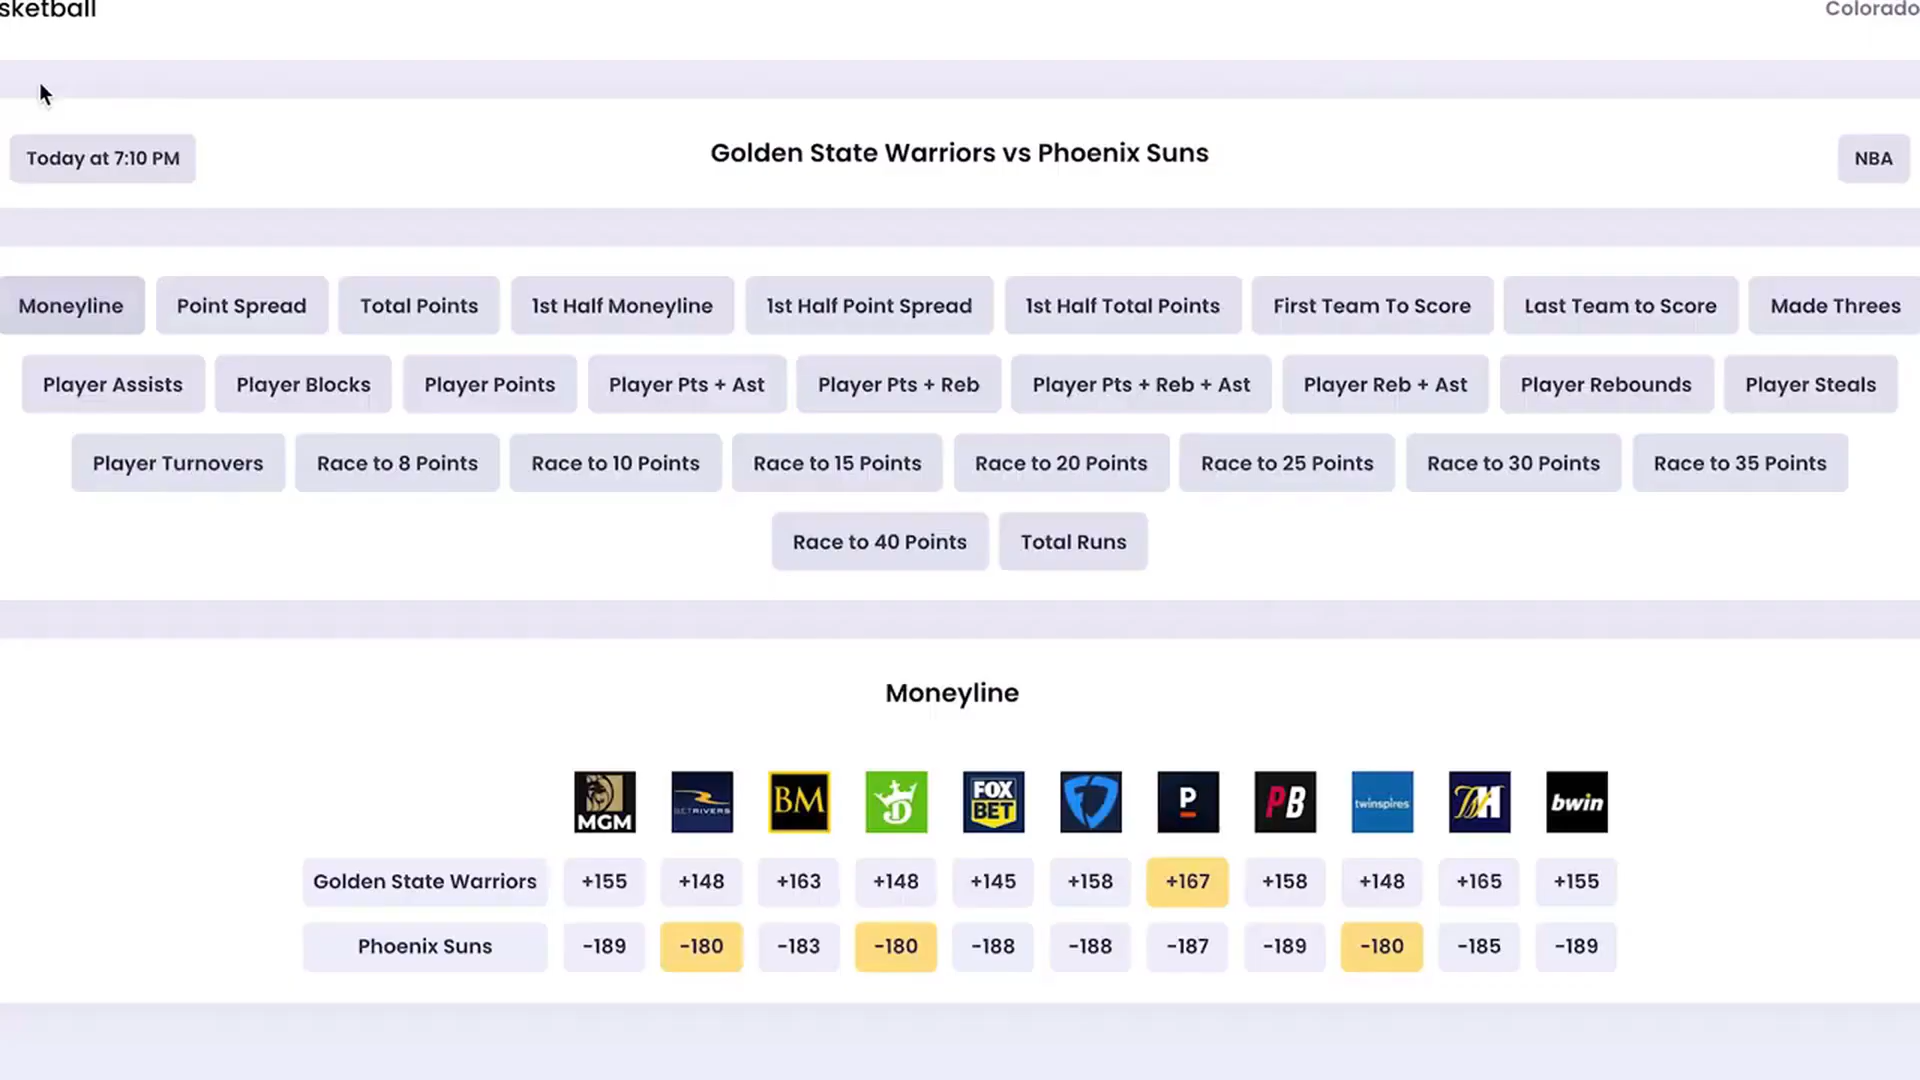 sketball
Colorado
Today at 7:10 PM
Golden State Warriors vs Phoenix Suns
NBA
Moneyline
Point Spread
Total Points
1st Half Moneyline
1st Half Point Spread
1st Half Total Points
First Team To Score
Last Team to Score
Made Threes
Player Assists
Player Blocks
Player Points
Player Pts + Ast
Player Pts + Reb
Player Pts + Reb + Ast
Player Reb + Ast
Player Rebounds
Player Steals
Player Turnovers
Race to 8 Points
Race to 10 Points
Race to 15 Points
Race to 20 Points
Race to 25 Points
Race to 30 Points
Race to 35 Points
Race to 40 Points
Total Runs
Moneyline
MGM
BETRIVERS
BM
D
FOX
BET
P
PB
twinspires
WH
bwin
Golden State Warriors +155 +148 +163 +148 +145 +158 +167 +158 +148 +165 +155
Phoenix Suns -189 -180 -183 -180 -188 -188 -187 -189 -180 -185 -189